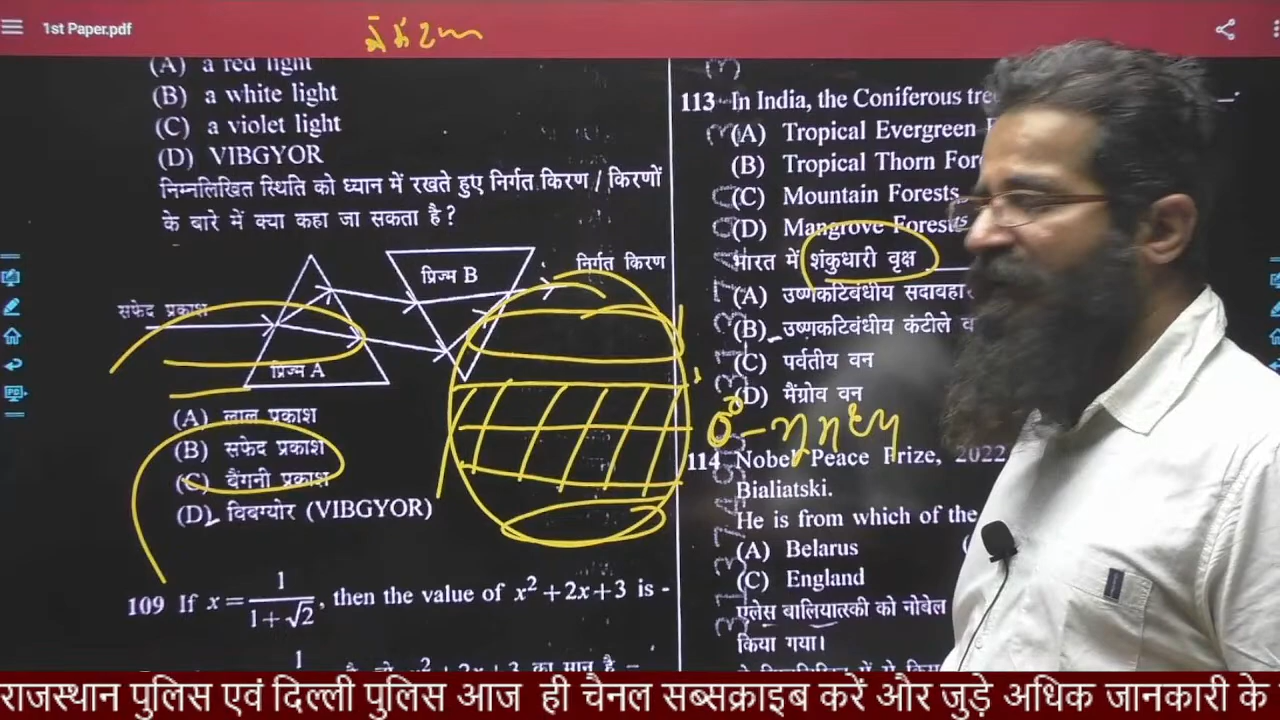 1st Paper.pdf
(A) a red light
(B) a white light
(C) a violet light
(D) VIBGYOR
निम्नलिखित स्थिति को ध्यान में रखते हुए निर्गत किरण / किरणों
के बारे में क्या कहा जा सकता है ?
सफेद प्रकाश
प्रिज्म A
प्रिज्म B
निर्गत किरण
(A) लाल प्रकाश
(B) सफेद प्रकाश
(C) बैंगनी प्रकाश
(D) विबग्योर (VIBGYOR)
109 If x = 1/(1+√2), then the value of x² + 2x + 3 is -
113 In India, the Coniferous
(A) Tropical Evergreen
(B) Tropical Thorn
(C) Mountain Forests
(D) Mangrove Forests
भारत में शंकुधारी वृक्ष
(A) उष्णकटिबंधीय सदाबहार
(B) उष्णकटिबंधीय कंटीले
(C) पर्वतीय वन
(D) मैंग्रोव वन
114 Nobel Peace Prize, 2022
Bialiatski.
He is from which of the
(A) Belarus
(C) England
एलेस बालियात्स्की को नोबेल
किया गया।
राजस्थान पुलिस एवं दिल्ली पुलिस आज ही चैनल सब्सक्राइब करें और जुड़े अधिक जानकारी के